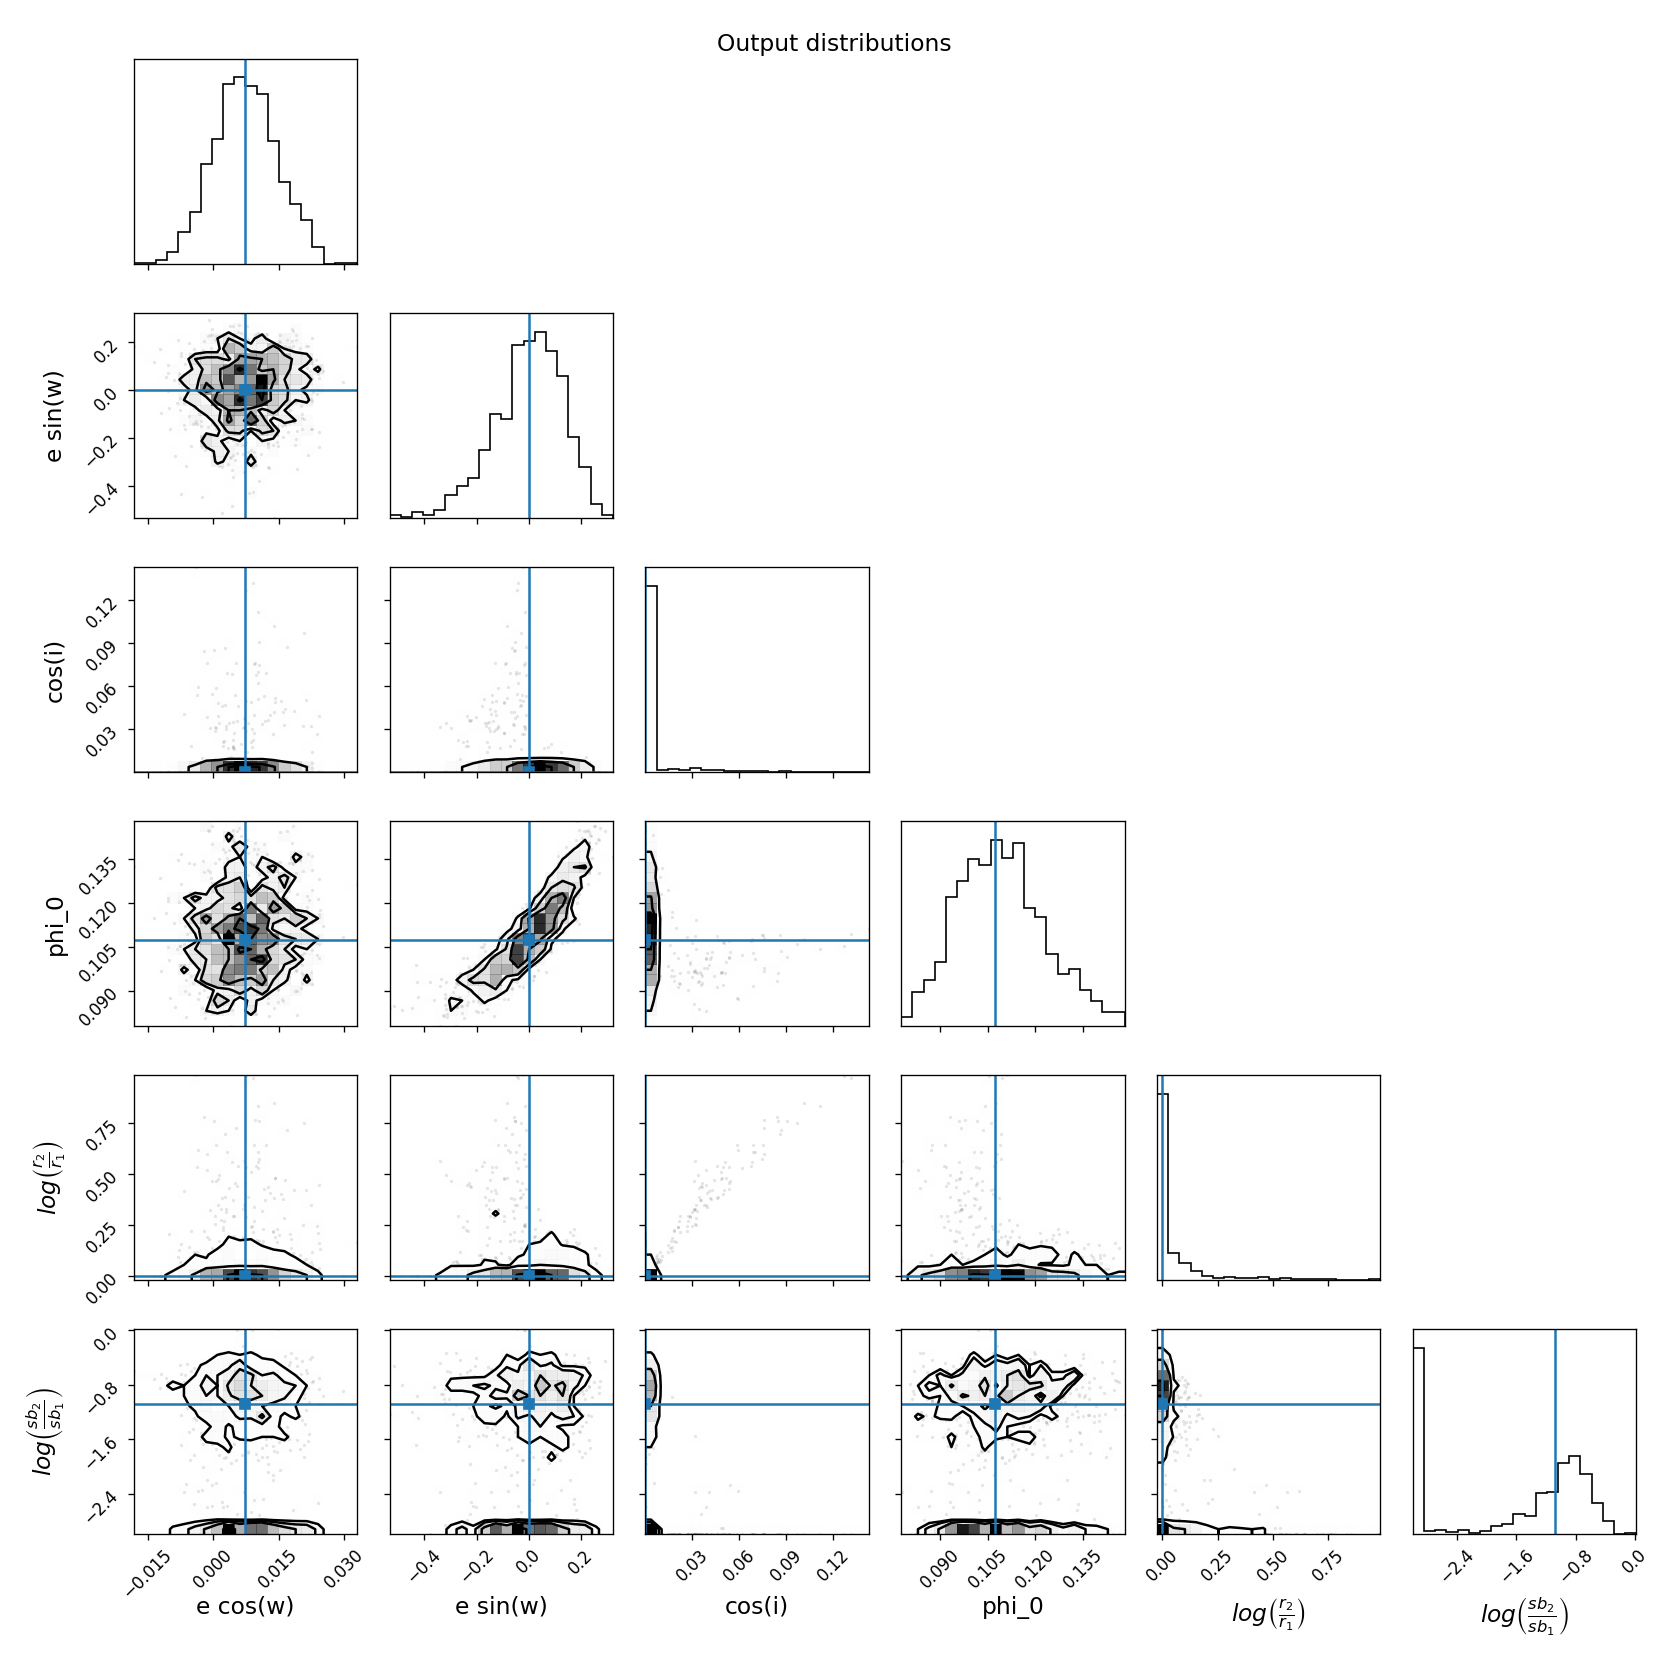 Output distributions
e sin(w)
0.2
0.0
−0.2
−0.4
cos(i)
0.12
0.09
0.06
0.03
phi_0
0.135
0.120
0.105
0.090
log(r₂/r₁)
0.75
0.50
0.25
0.00
log(sb₂/sb₁)
0.0
−0.8
−1.6
−2.4
−0.015 0.000 0.015 0.030
−0.4 −0.2 0.0 0.2
0.03 0.06 0.09 0.12
0.090 0.105 0.120 0.135
0.00 0.25 0.50 0.75
−2.4 −1.6 −0.8 0.0
e cos(w) e sin(w) cos(i) phi_0 log(r₂/r₁) log(sb₂/sb₁)